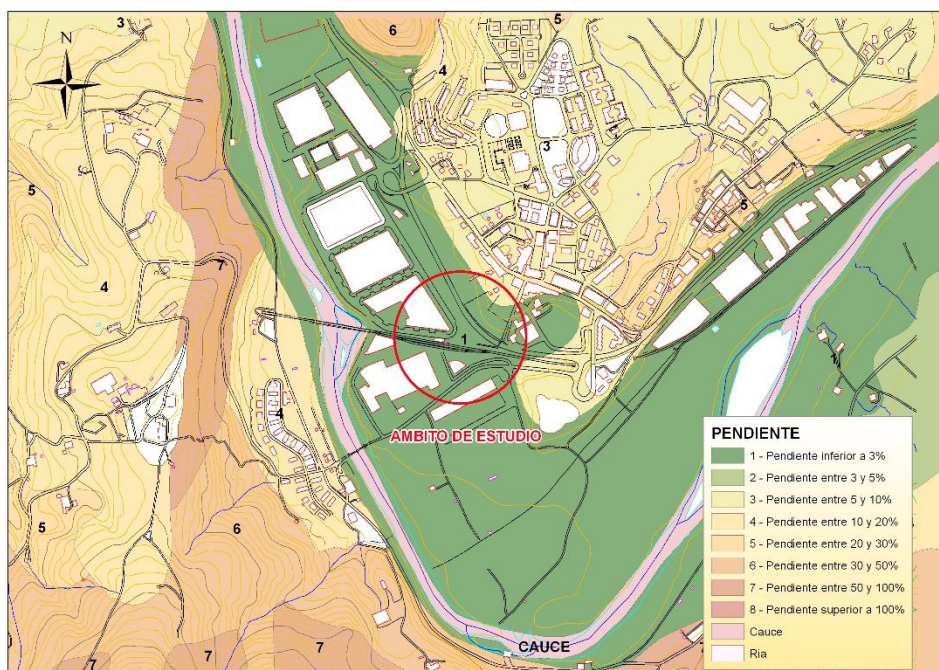 N
3
6
5
4
3
5
5
7
4
1
4
1
AMBITO DE ESTUDIO
5
6
7
7
7
7
CAUCE
PENDIENTE
1 - Pendiente inferior a 3%
2 - Pendiente entre 3 y 5%
3 - Pendiente entre 5 y 10%
4 - Pendiente entre 10 y 20%
5 - Pendiente entre 20 y 30%
6 - Pendiente entre 30 y 50%
7 - Pendiente entre 50 y 100%
8 - Pendiente superior a 100%
Cauce
Ria